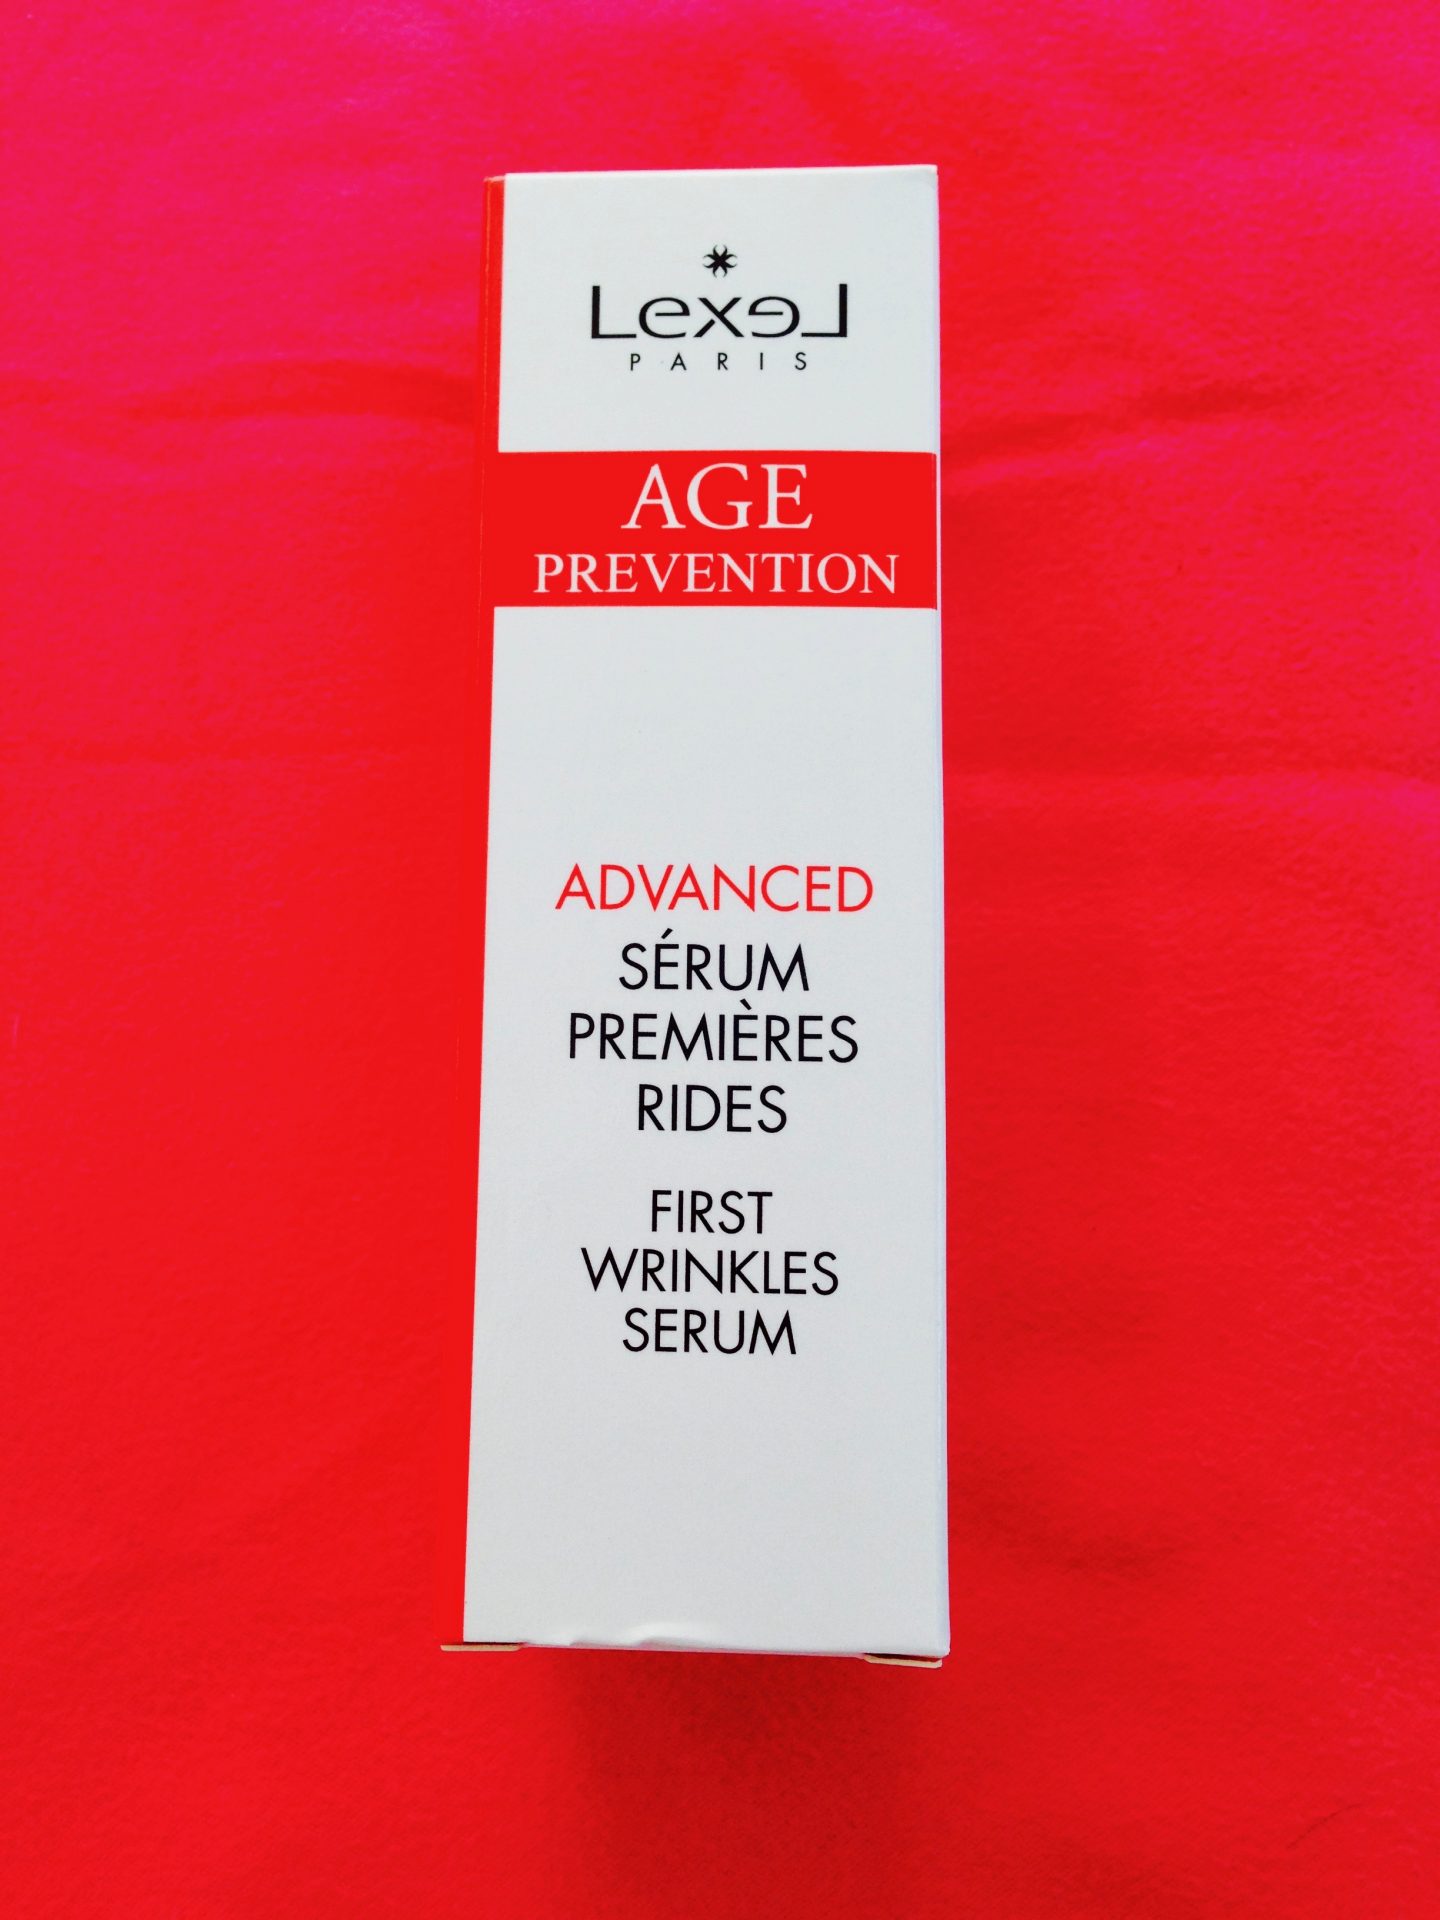 Lexel
PARIS
AGE
PREVENTION
ADVANCED
SÉRUM
PREMIÈRES
RIDES
FIRST
WRINKLES
SERUM